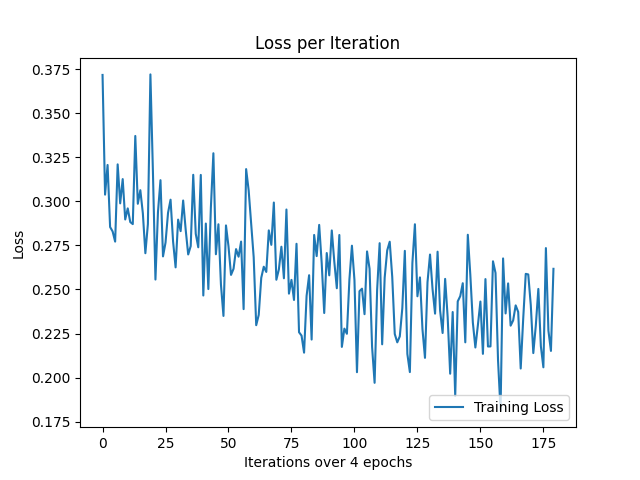 Loss per Iteration
Loss
0.375
0.350
0.325
0.300
0.275
0.250
0.225
0.200
0.175
Training Loss
0 25 50 75 100 125 150 175
Iterations over 4 epochs